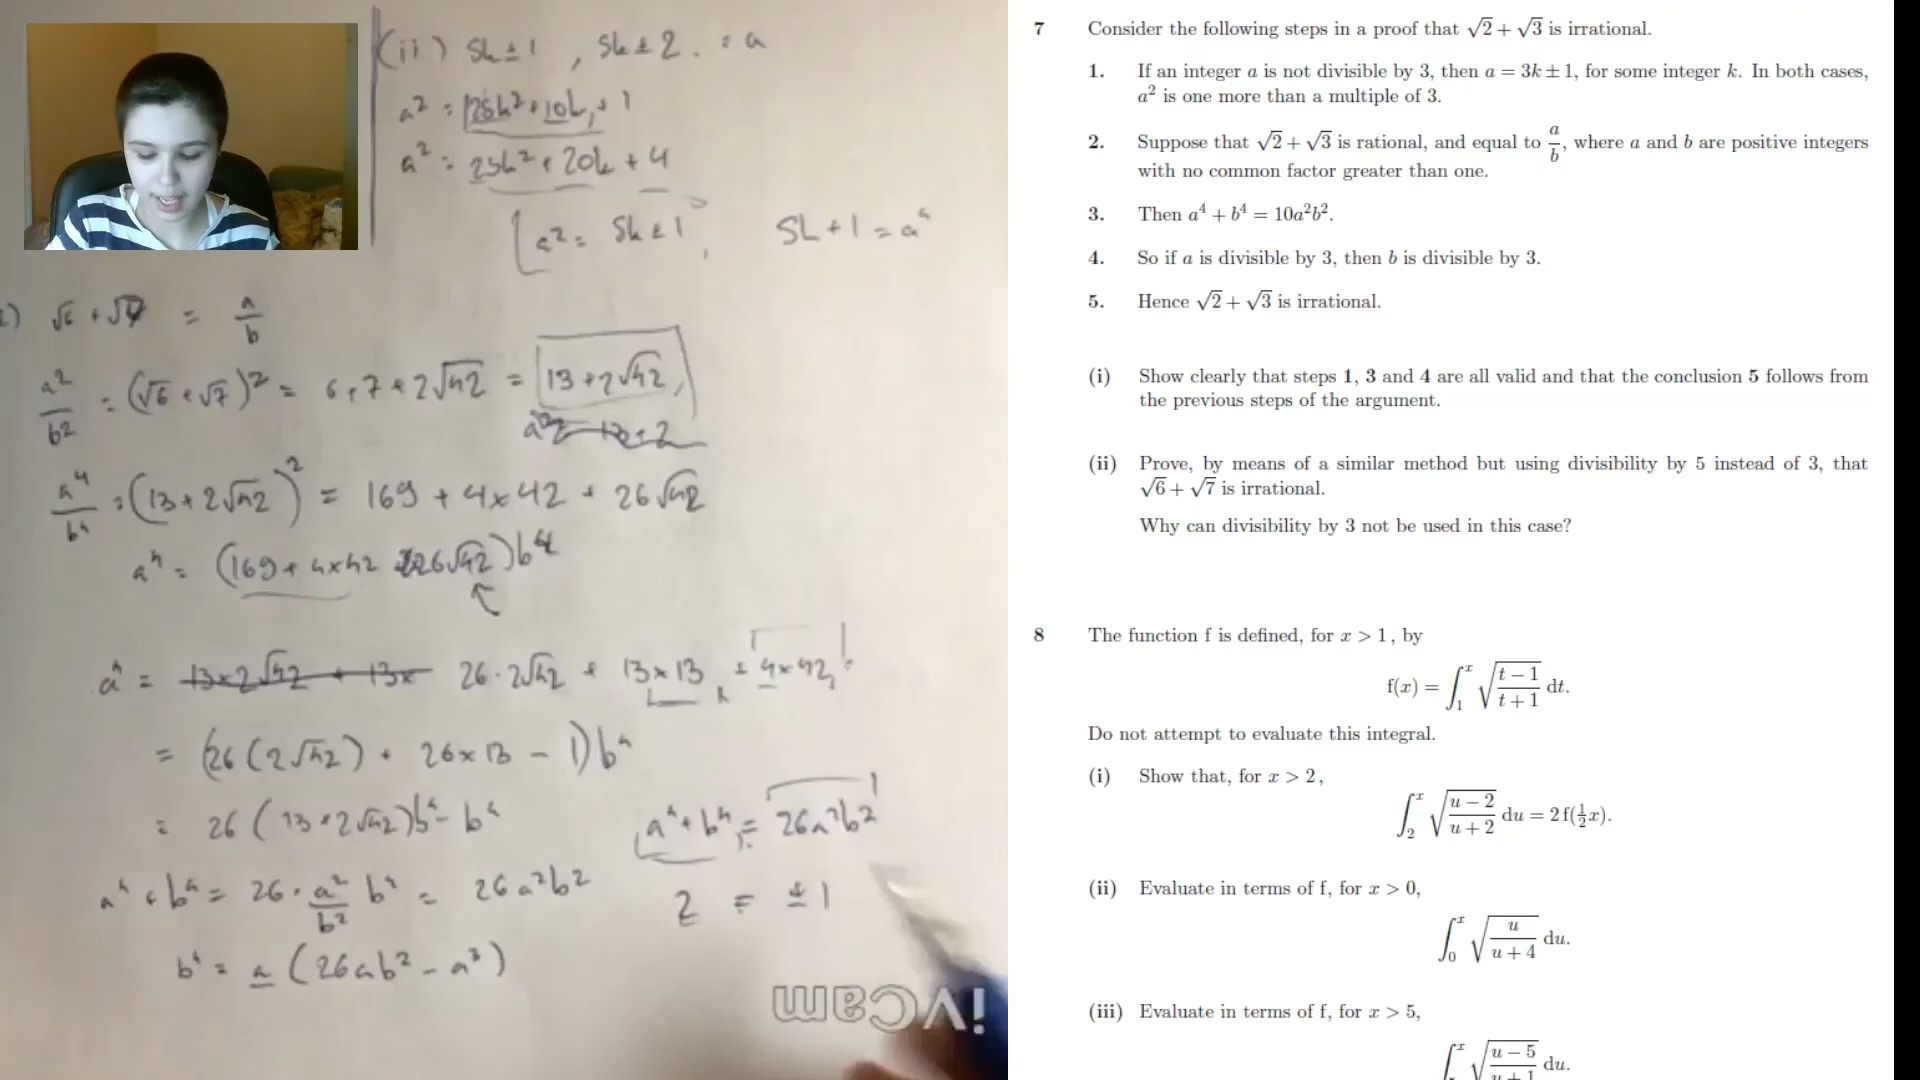 (ii) 5k±1, 5k±2. = a
a² = 25k²+10k+1
a² = 25k²+20k+4
a² = 5k±1, 5k+1 = a⁴
√6 + √7 = a/b
a²/b² = (√6+√7)² = 6+7+2√42 = 13+2√42,
a⁴/b⁴ = (13+2√42)² = 169 + 4×42 + 26√42
a⁴ = (169+4×42 26√42)b⁴
a⁴ = 26·2√42 + 13×13 + 4×42
= (26(2√42) + 26×13 − 1)b⁴
= 26(13+2√42)b⁴ − b⁴
a⁴+b⁴ = 26a²b²
a⁴+b⁴ = 26·a²/b² b² = 26a²b²
2 = ±1
b⁴ = a(26ab² − a³)
ivCam
7 Consider the following steps in a proof that √2 + √3 is irrational.
1. If an integer a is not divisible by 3, then a = 3k ± 1, for some integer k. In both cases,
a² is one more than a multiple of 3.
2. Suppose that √2 + √3 is rational, and equal to a/b, where a and b are positive integers
with no common factor greater than one.
3. Then a⁴ + b⁴ = 10a²b².
4. So if a is divisible by 3, then b is divisible by 3.
5. Hence √2 + √3 is irrational.
(i) Show clearly that steps 1, 3 and 4 are all valid and that the conclusion 5 follows from
the previous steps of the argument.
(ii) Prove, by means of a similar method but using divisibility by 5 instead of 3, that
√6 + √7 is irrational.
Why can divisibility by 3 not be used in this case?
8 The function f is defined, for x > 1, by
f(x) = ∫₁ˣ √((t − 1)/(t + 1)) dt.
Do not attempt to evaluate this integral.
(i) Show that, for x > 2,
∫₂ˣ √((u − 2)/(u + 2)) du = 2 f(½x).
(ii) Evaluate in terms of f, for x > 0,
∫₀ˣ √(u/(u + 4)) du.
(iii) Evaluate in terms of f, for x > 5,
∫ˣ √((u − 5)/(u + 1)) du.